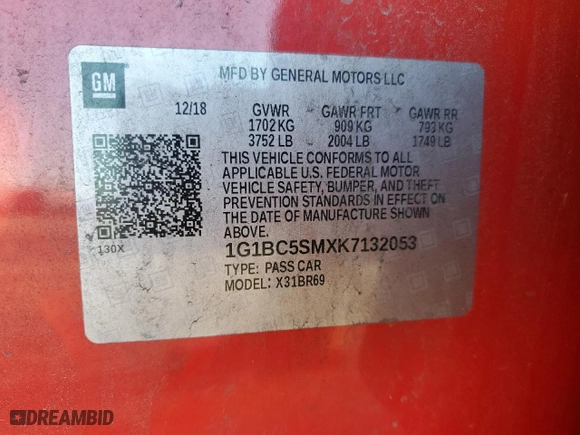 GM
MFD BY GENERAL MOTORS LLC
12/18 GVWR GAWR FRT GAWR RR
1702 KG 909 KG 793 KG
3752 LB 2004 LB 1749 LB
THIS VEHICLE CONFORMS TO ALL
APPLICABLE U.S. FEDERAL MOTOR
VEHICLE SAFETY, BUMPER, AND THEFT
PREVENTION STANDARDS IN EFFECT ON
THE DATE OF MANUFACTURE SHOWN
ABOVE.
130X
1G1BC5SMXK7132053
TYPE: PASS CAR
MODEL: X31BR69
DREAMBID